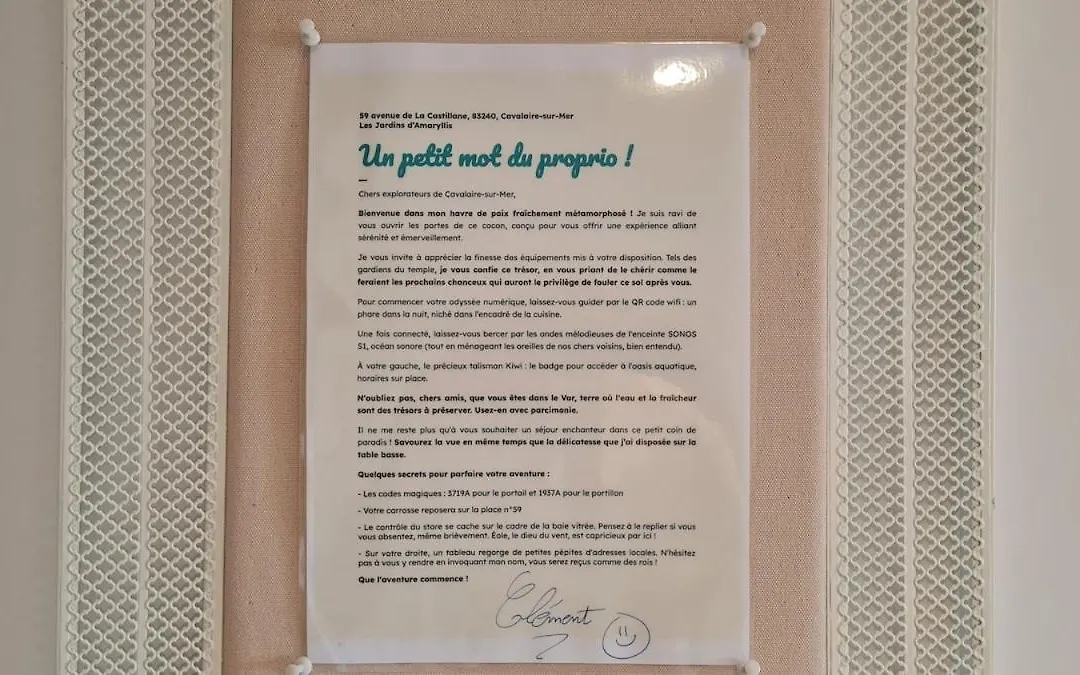 59 avenue de La Castillane, 83240, Cavalaire-sur-Mer
Les Jardins d'Amaryllis
Un petit mot du proprio !
Chers explorateurs de Cavalaire-sur-Mer,
Bienvenue dans mon havre de paix fraîchement métamorphosé ! Je suis ravi de
vous ouvrir les portes de ce cocon, conçu pour vous offrir une expérience alliant
sérénité et émerveillement.
Je vous invite à apprécier la finesse des équipements mis à votre disposition. Tels des
gardiens du temple, je vous confie ce trésor, en vous priant de le chérir comme le
feraient les prochains chanceux qui auront le privilège de fouler ce sol après vous.
Pour commencer votre odyssée numérique, laissez-vous guider par le QR code wifi : un
phare dans la nuit, niché dans l'encadré de la cuisine.
Une fois connecté, laissez-vous bercer par les ondes mélodieuses de l'enceinte SONOS
S1, océan sonore (tout en ménageant les oreilles de nos chers voisins, bien entendu).
À votre gauche, le précieux talisman Kiwi : le badge pour accéder à l'oasis aquatique,
horaires sur place.
N'oubliez pas, chers amis, que vous êtes dans le Var, terre où l'eau et la fraîcheur
sont des trésors à préserver. Usez-en avec parcimonie.
Il ne me reste plus qu'à vous souhaiter un séjour enchanteur dans ce petit coin de
paradis ! Savourez la vue en même temps que la délicatesse que j'ai disposée sur la
table basse.
Quelques secrets pour parfaire votre aventure :
- Les codes magiques : 3719A pour le portail et 1937A pour le portillon
- Votre carrosse reposera sur la place n°59
- Le contrôle du store se cache sur le cadre de la baie vitrée. Pensez à le replier si vous
vous absentez, même brièvement. Éole, le dieu du vent, est capricieux par ici !
- Sur votre droite, un tableau regorge de petites pépites d'adresses locales. N'hésitez
pas à vous y rendre en invoquant mon nom, vous serez reçus comme des rois !
Que l'aventure commence !
Clément